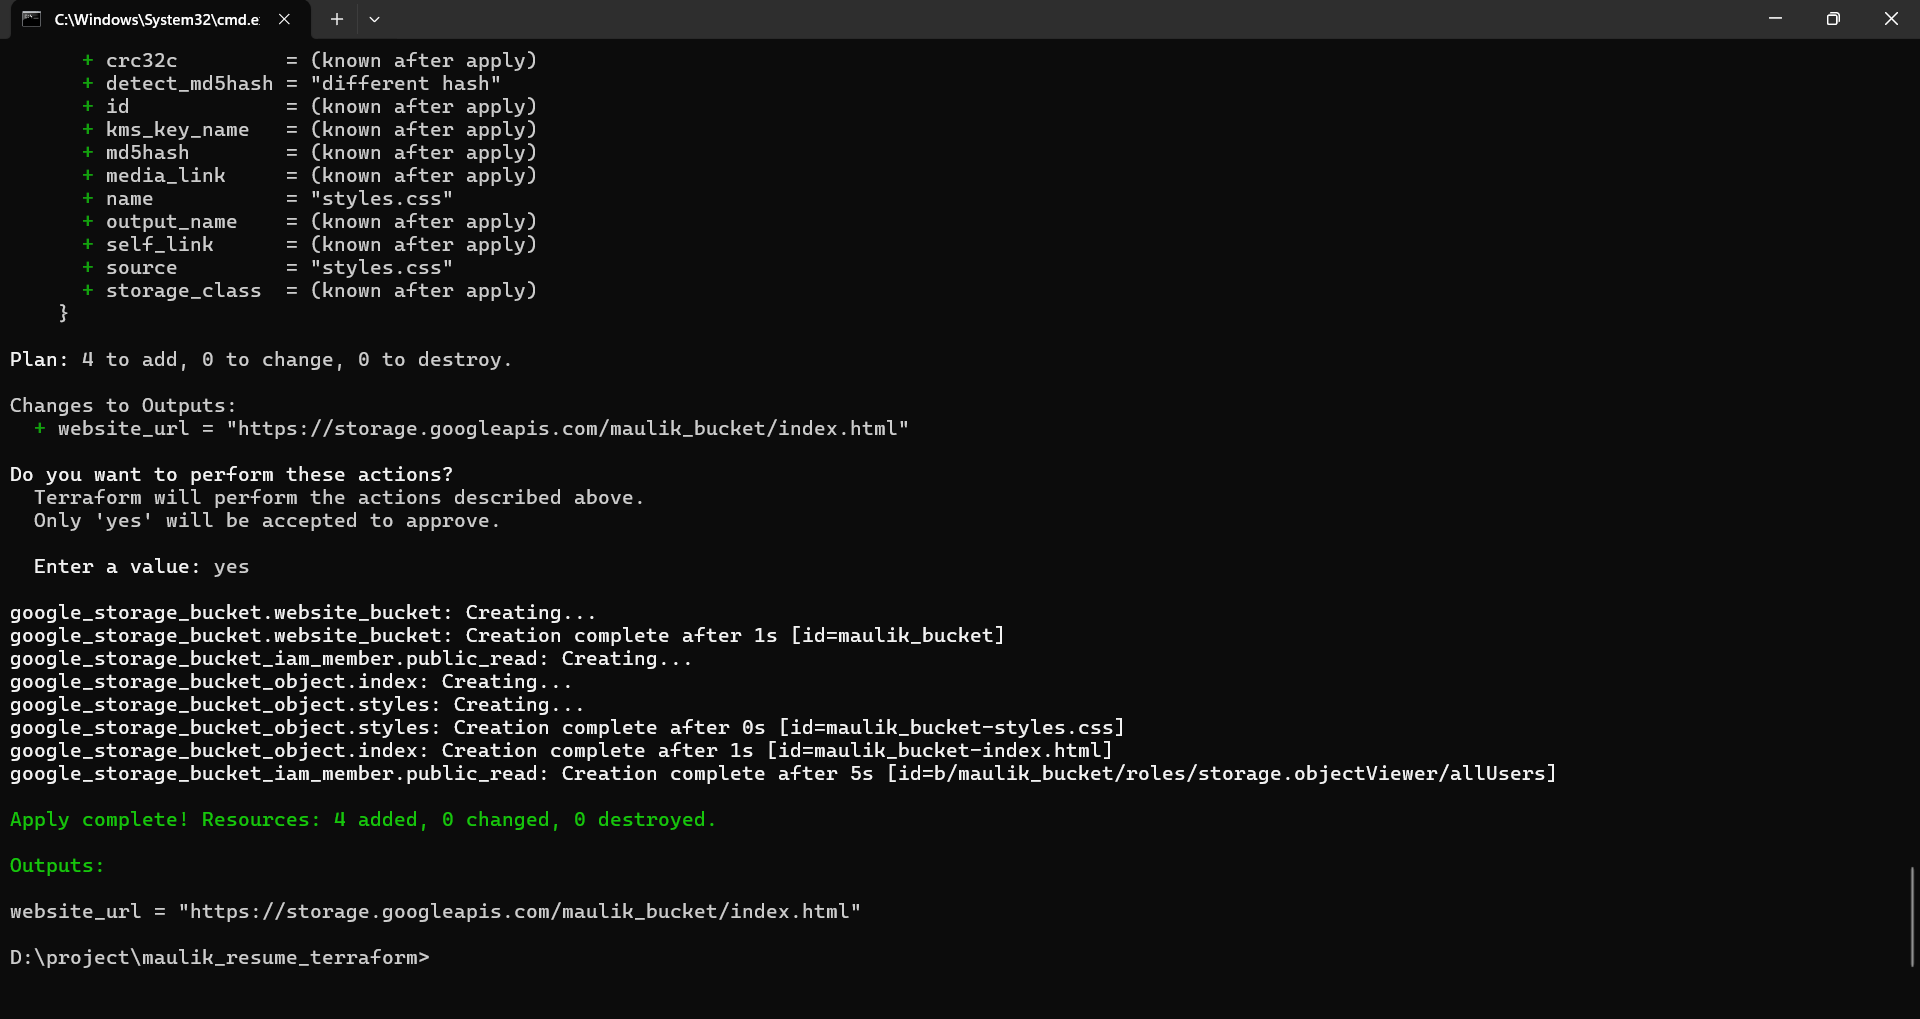 C:\Windows\System32\cmd.e
+ crc32c = (known after apply)
+ detect_md5hash = "different hash"
+ id = (known after apply)
+ kms_key_name = (known after apply)
+ md5hash = (known after apply)
+ media_link = (known after apply)
+ name = "styles.css"
+ output_name = (known after apply)
+ self_link = (known after apply)
+ source = "styles.css"
+ storage_class = (known after apply)
}
Plan: 4 to add, 0 to change, 0 to destroy.
Changes to Outputs:
+ website_url = "https://storage.googleapis.com/maulik_bucket/index.html"
Do you want to perform these actions?
Terraform will perform the actions described above.
Only 'yes' will be accepted to approve.
Enter a value: yes
google_storage_bucket.website_bucket: Creating...
google_storage_bucket.website_bucket: Creation complete after 1s [id=maulik_bucket]
google_storage_bucket_iam_member.public_read: Creating...
google_storage_bucket_object.index: Creating...
google_storage_bucket_object.styles: Creating...
google_storage_bucket_object.styles: Creation complete after 0s [id=maulik_bucket-styles.css]
google_storage_bucket_object.index: Creation complete after 1s [id=maulik_bucket-index.html]
google_storage_bucket_iam_member.public_read: Creation complete after 5s [id=b/maulik_bucket/roles/storage.objectViewer/allUsers]
Apply complete! Resources: 4 added, 0 changed, 0 destroyed.
Outputs:
website_url = "https://storage.googleapis.com/maulik_bucket/index.html"
D:\project\maulik_resume_terraform>